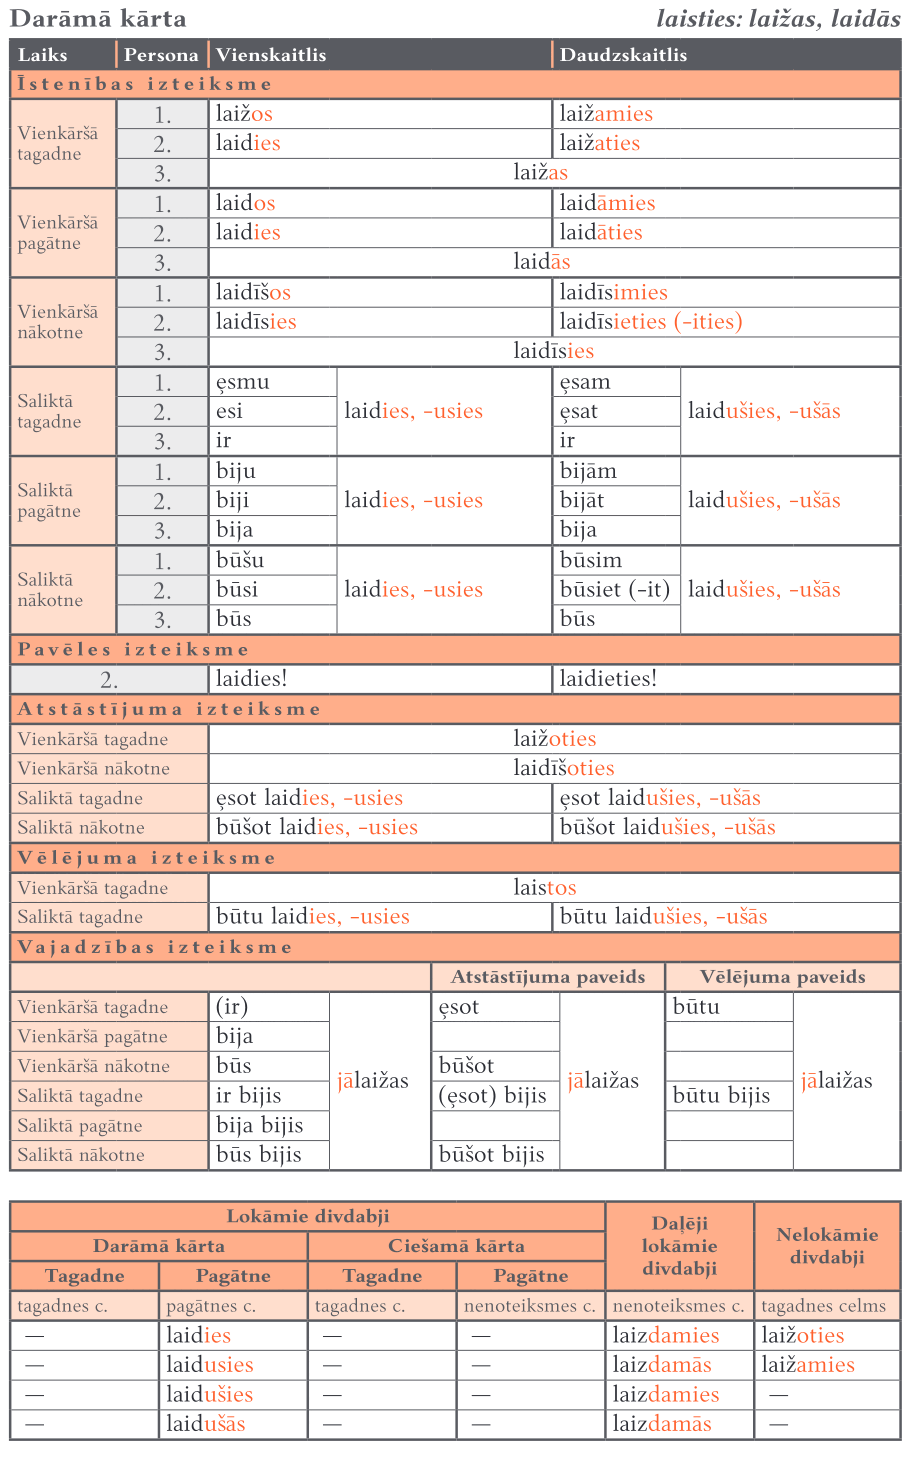 Darāmā kārta laisties: laižas, laidās
Laiks Persona Vienskaitlis Daudzskaitlis
Īstenības izteiksme
Vienkāršā tagadne
1. laižos laižamies
2. laidies laižaties
3. laižas
Vienkāršā pagātne
1. laidos laidāmies
2. laidies laidāties
3. laidās
Vienkāršā nākotne
1. laidīšos laidīsimies
2. laidīsies laidīsieties (-ities)
3. laidīsies
Saliktā tagadne
1. ȩsmu ȩsam
2. esi laidies, -usies ȩsat laidušies, -ušās
3. ir ir
Saliktā pagātne
1. biju bijām
2. biji laidies, -usies bijāt laidušies, -ušās
3. bija bija
Saliktā nākotne
1. būšu būsim
2. būsi laidies, -usies būsiet (-it) laidušies, -ušās
3. būs būs
Pavēles izteiksme
2. laidies! laidieties!
Atstāstījuma izteiksme
Vienkāršā tagadne laižoties
Vienkāršā nākotne laidīšoties
Saliktā tagadne ȩsot laidies, -usies ȩsot laidušies, -ušās
Saliktā nākotne būšot laidies, -usies būšot laidušies, -ušās
Vēlējuma izteiksme
Vienkāršā tagadne laistos
Saliktā tagadne būtu laidies, -usies būtu laidušies, -ušās
Vajadzības izteiksme
Atstāstījuma paveids Vēlējuma paveids
Vienkāršā tagadne (ir) ȩsot būtu
Vienkāršā pagātne bija
Vienkāršā nākotne būs būšot
jālaižas jālaižas jālaižas
Saliktā tagadne ir bijis (ȩsot) bijis būtu bijis
Saliktā pagātne bija bijis
Saliktā nākotne būs bijis būšot bijis
Lokāmie divdabji Daļēji lokāmie divdabji Nelokāmie divdabji
Darāmā kārta Ciešamā kārta
Tagadne Pagātne Tagadne Pagātne
tagadnes c. pagātnes c. tagadnes c. nenoteiksmes c. nenoteiksmes c. tagadnes celms
— laidies — — laizdamies laižoties
— laidusies — — laizdamās laižamies
— laidušies — — laizdamies —
— laidušās — — laizdamās —